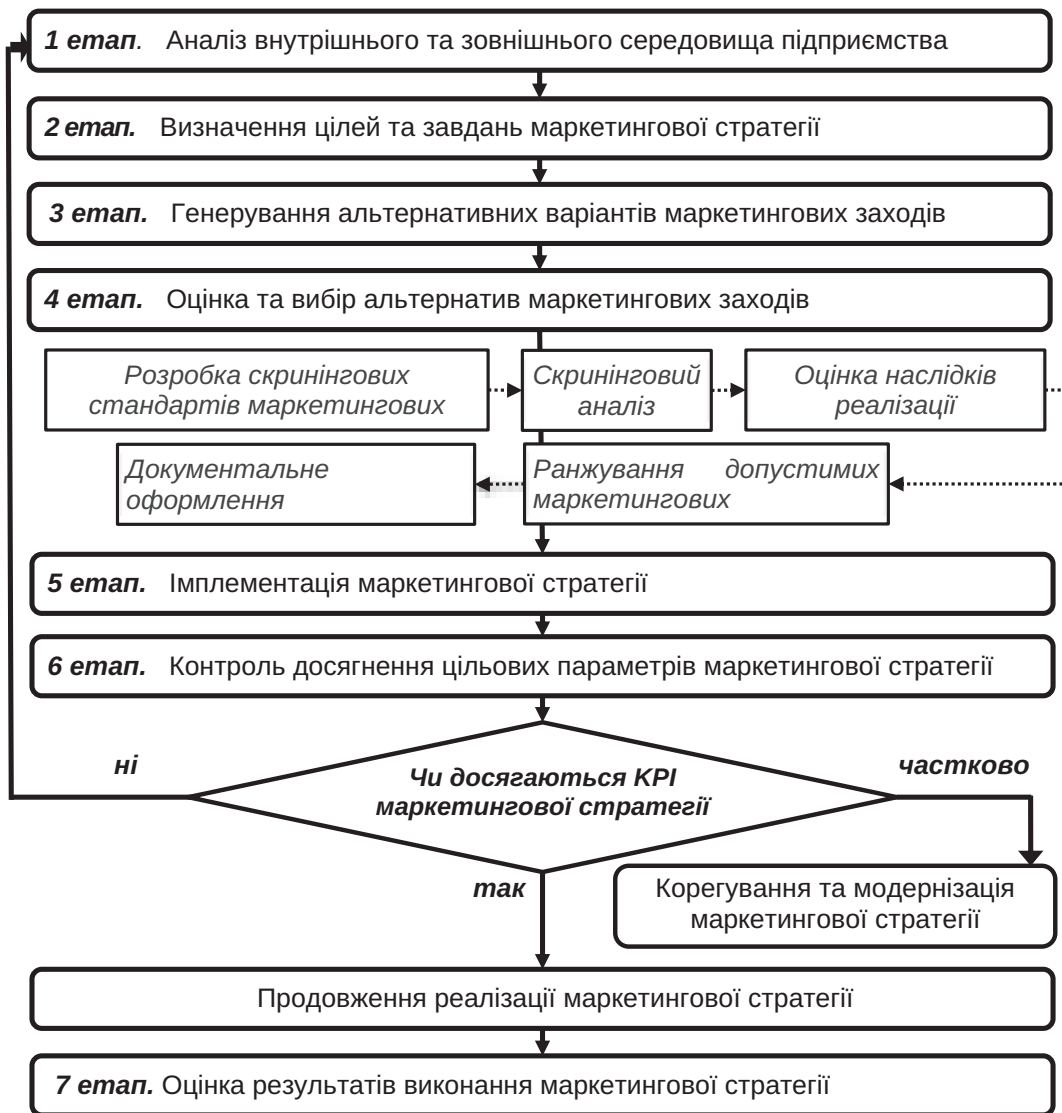 1 етап. Аналіз внутрішнього та зовнішнього середовища підприємства
2 етап. Визначення цілей та завдань маркетингової стратегії
3 етап. Генерування альтернативних варіантів маркетингових заходів
4 етап. Оцінка та вибір альтернатив маркетингових заходів
Розробка скринінгових
стандартів маркетингових
Скринінговий
аналіз
Оцінка наслідків
реалізації
Документальне
оформлення
Ранжування допустимих
маркетингових
5 етап. Імплементація маркетингової стратегії
6 етап. Контроль досягнення цільових параметрів маркетингової стратегії
ні
Чи досягаються KPI
маркетингової стратегії
частково
так
Корегування та модернізація
маркетингової стратегії
Продовження реалізації маркетингової стратегії
7 етап. Оцінка результатів виконання маркетингової стратегії